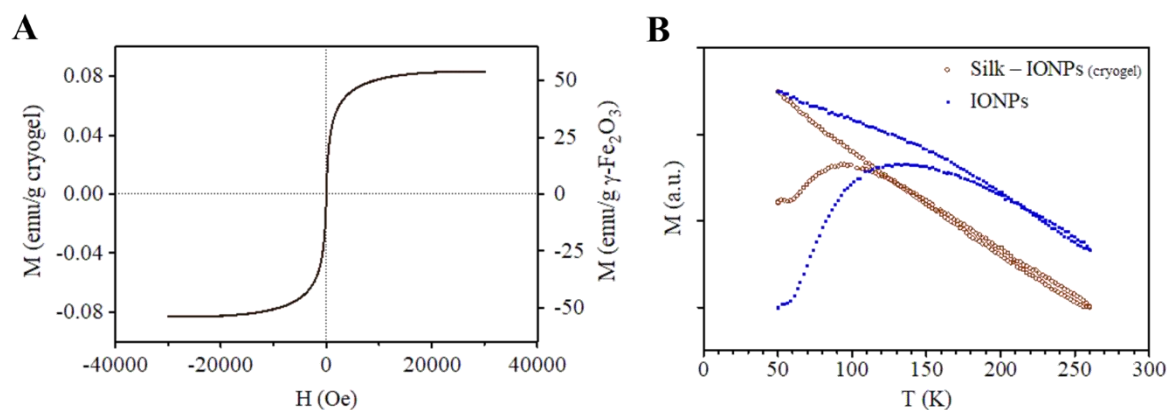 A
M (emu/g cryogel)
0.08
0.04
0.00
-0.04
-0.08
50
25
0
-25
-50
M (emu/g γ-Fe₂O₃)
-40000 -20000 0 20000 40000
H (Oe)
B
Silk – IONPs (cryogel)
IONPs
M (a.u.)
0 50 100 150 200 250 300
T (K)